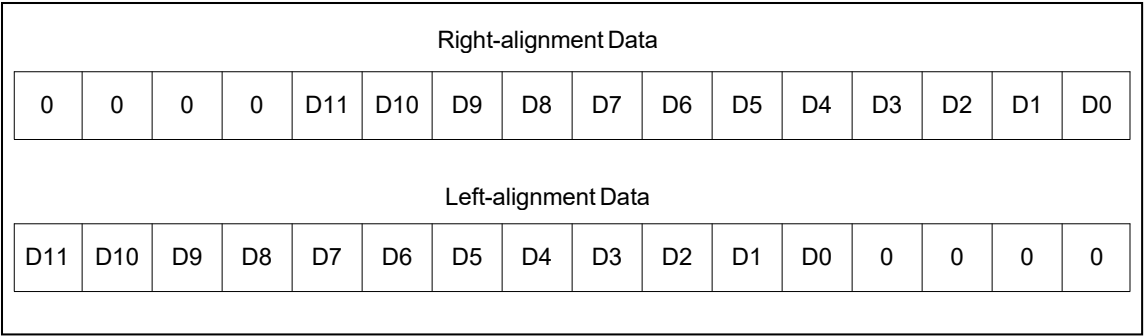 Right-alignment Data
0 0 0 0 D11 D10 D9 D8 D7 D6 D5 D4 D3 D2 D1 D0
Left-alignment Data
D11 D10 D9 D8 D7 D6 D5 D4 D3 D2 D1 D0 0 0 0 0